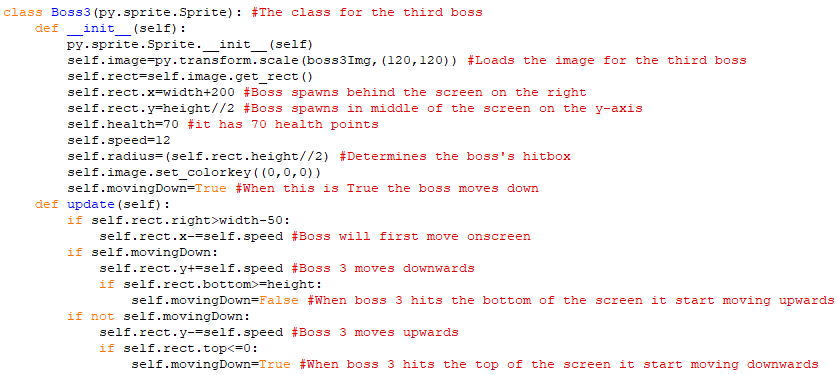 class Boss3(py.sprite.Sprite): #The class for the third boss
    def __init__(self):
        py.sprite.Sprite.__init__(self)
        self.image=py.transform.scale(boss3Img,(120,120)) #Loads the image for the third boss
        self.rect=self.image.get_rect()
        self.rect.x=width+200 #Boss spawns behind the screen on the right
        self.rect.y=height//2 #Boss spawns in middle of the screen on the y-axis
        self.health=70 #it has 70 health points
        self.speed=12
        self.radius=(self.rect.height//2) #Determines the boss's hitbox
        self.image.set_colorkey((0,0,0))
        self.movingDown=True #When this is True the boss moves down
    def update(self):
        if self.rect.right>width-50:
            self.rect.x-=self.speed #Boss will first move onscreen
        if self.movingDown:
            self.rect.y+=self.speed #Boss 3 moves downwards
            if self.rect.bottom>=height:
                self.movingDown=False #When boss 3 hits the bottom of the screen it start moving upwards
        if not self.movingDown:
            self.rect.y-=self.speed #Boss 3 moves upwards
            if self.rect.top<=0:
                self.movingDown=True #When boss 3 hits the top of the screen it start moving downwards